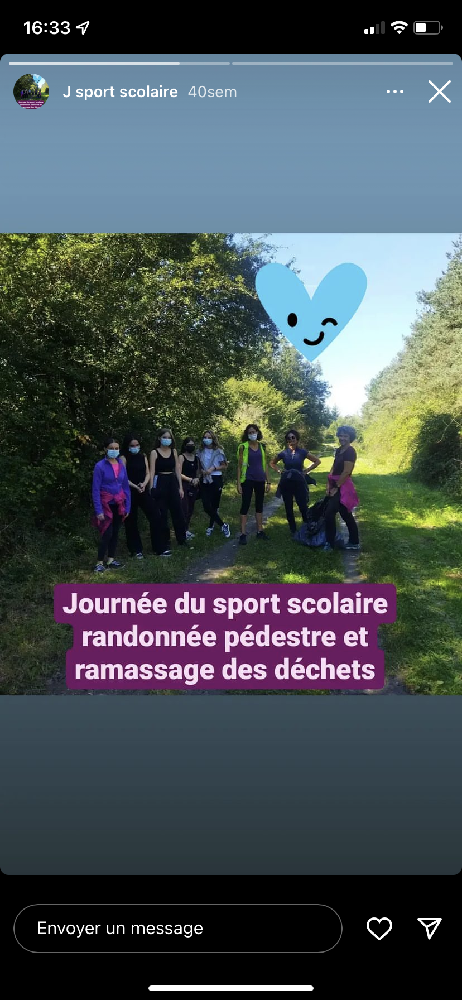 16:33
J sport scolaire 40sem
Journée du sport scolaire
randonnée pédestre et
ramassage des déchets
Envoyer un message